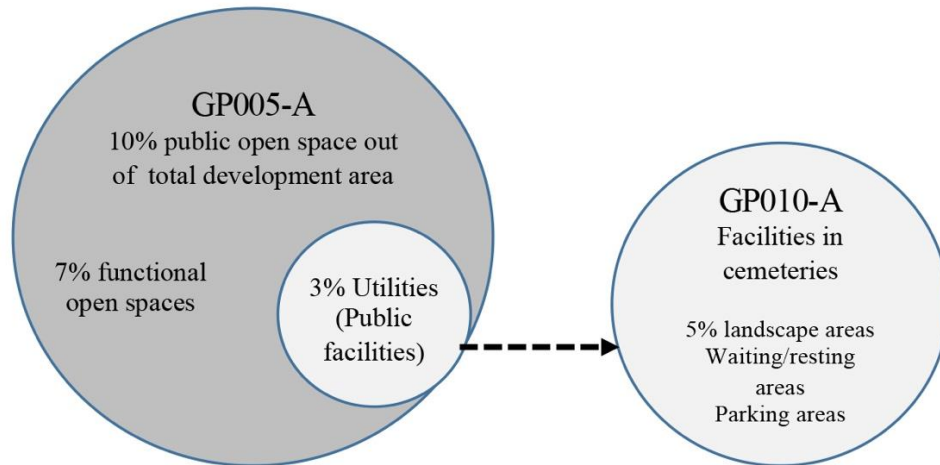 GP005-A
10% public open space out
of total development area
7% functional
open spaces
3% Utilities
(Public
facilities)
GP010-A
Facilities in
cemeteries
5% landscape areas
Waiting/resting
areas
Parking areas